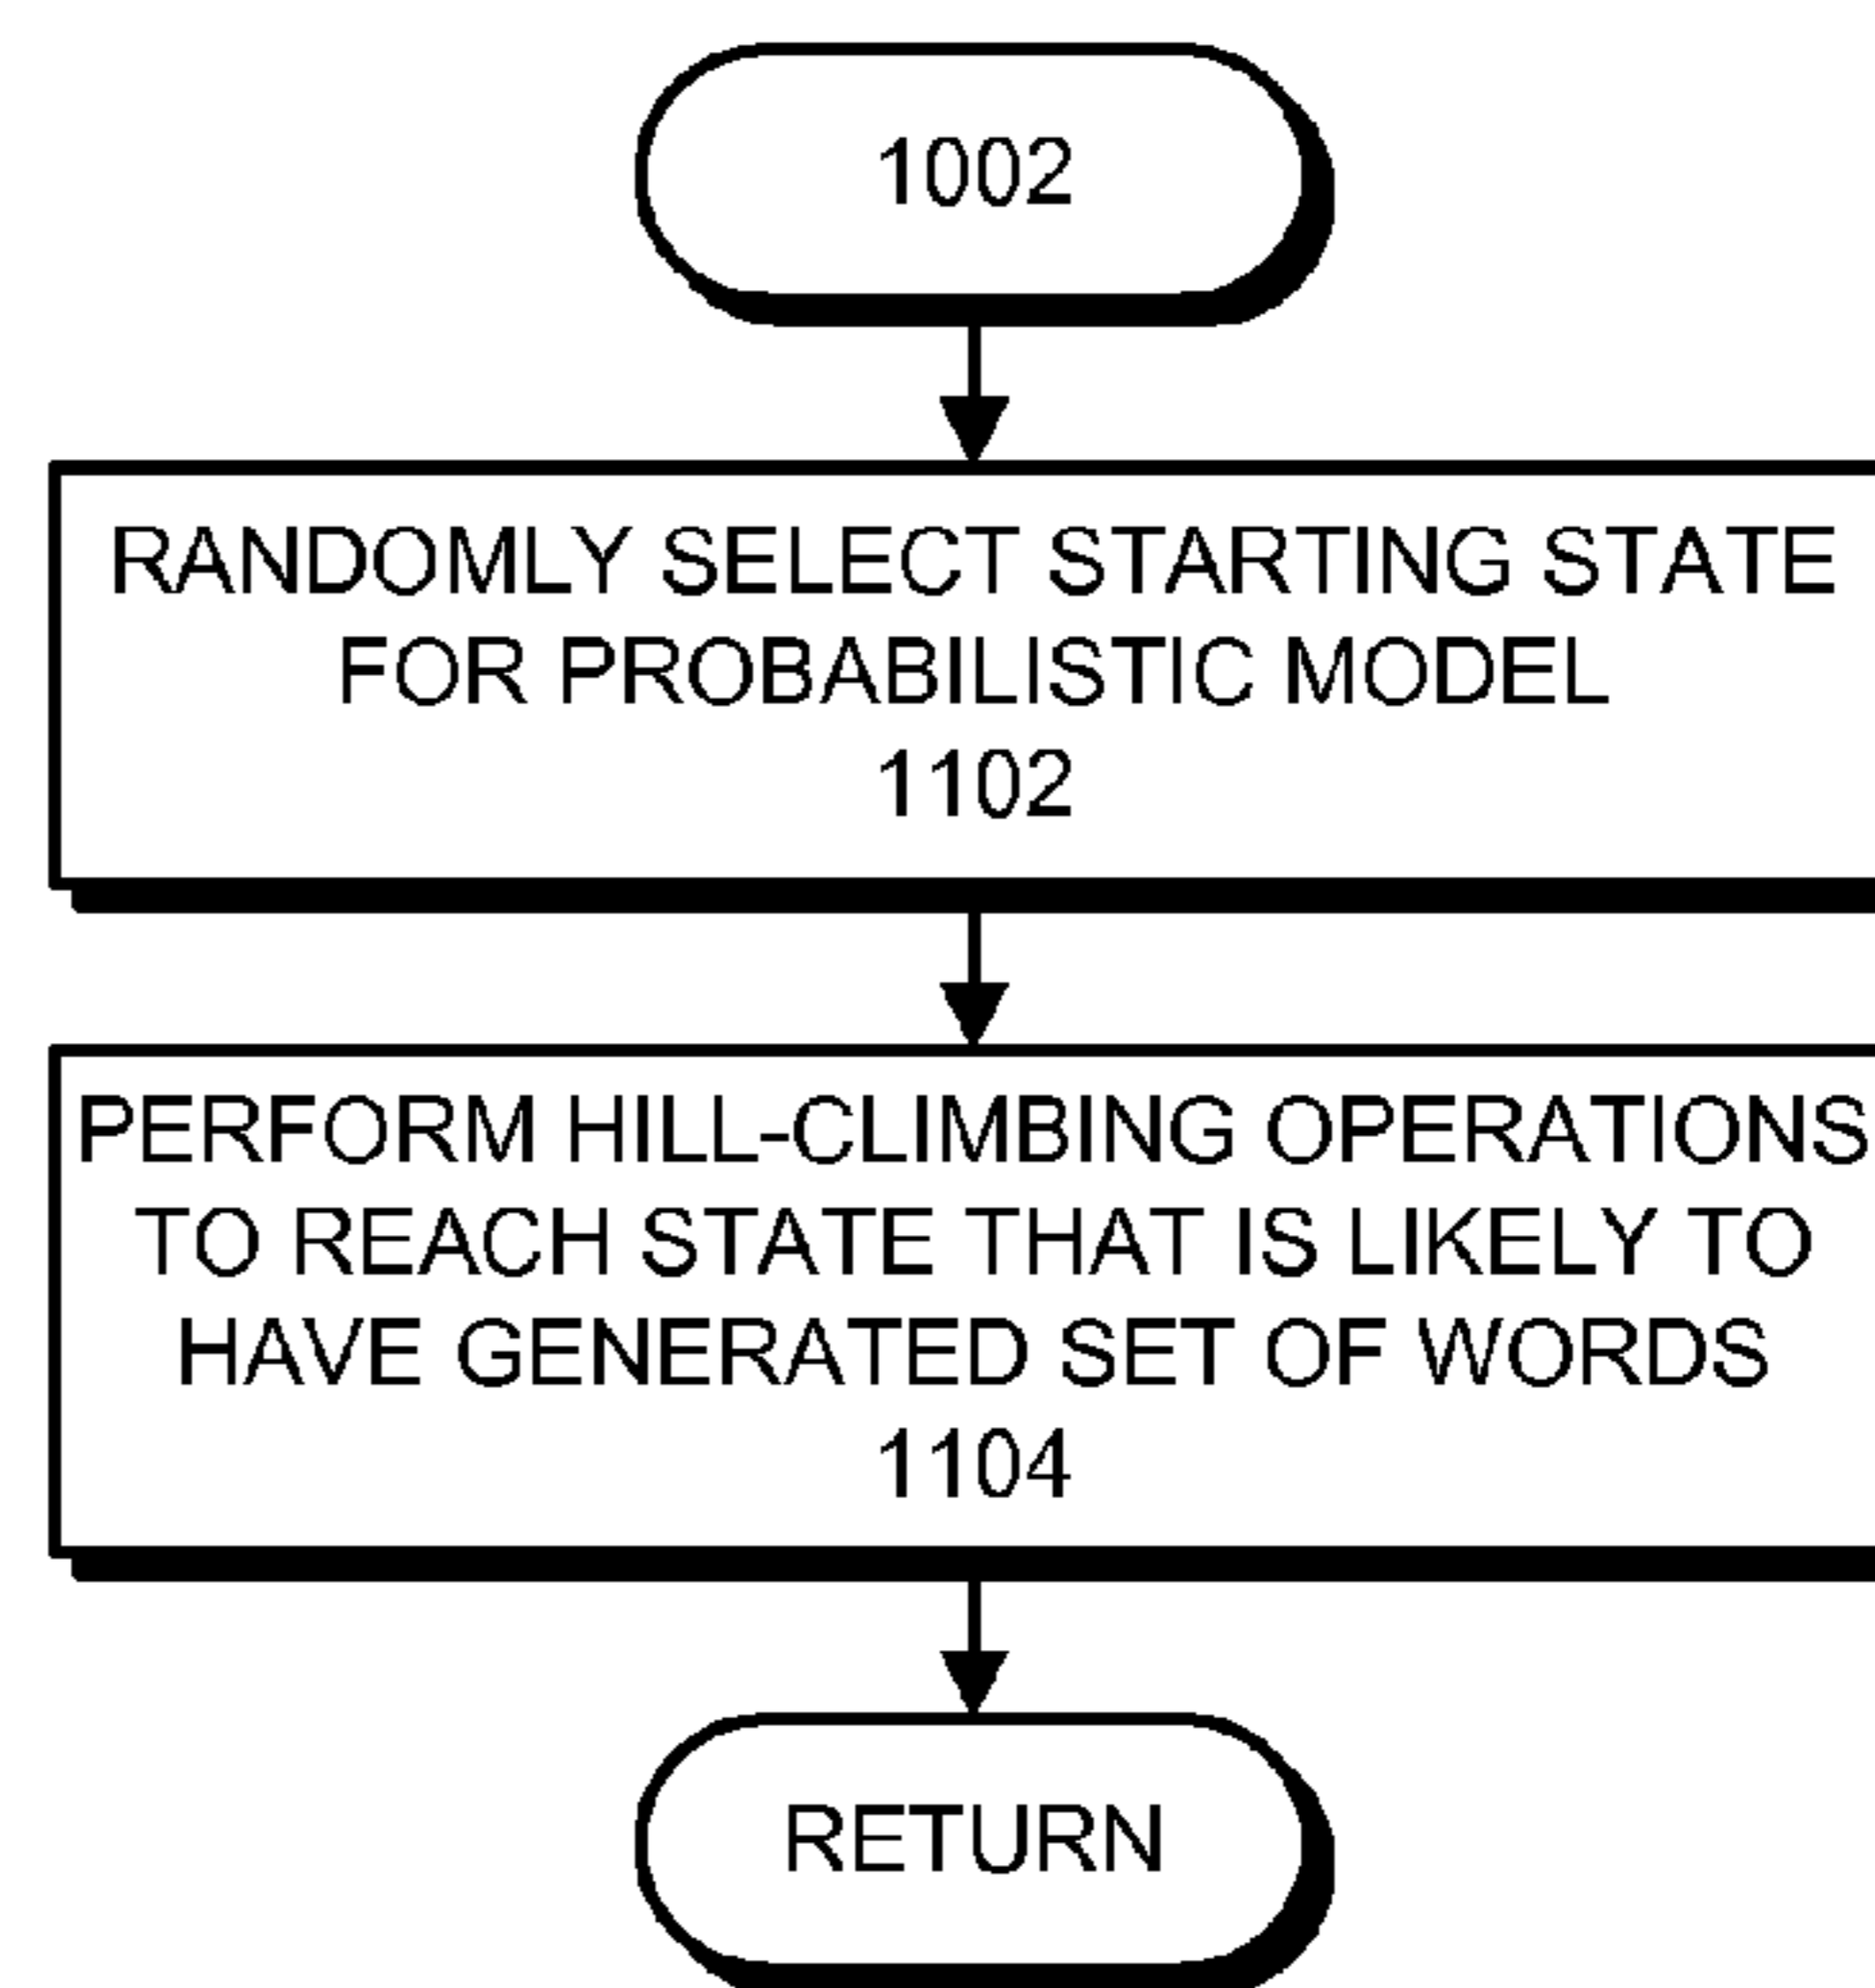 1002
RANDOMLY SELECT STARTING STATE
FOR PROBABILISTIC MODEL
1102
PERFORM HILL-CLIMBING OPERATIONS
TO REACH STATE THAT IS LIKELY TO
HAVE GENERATED SET OF WORDS
1104
RETURN